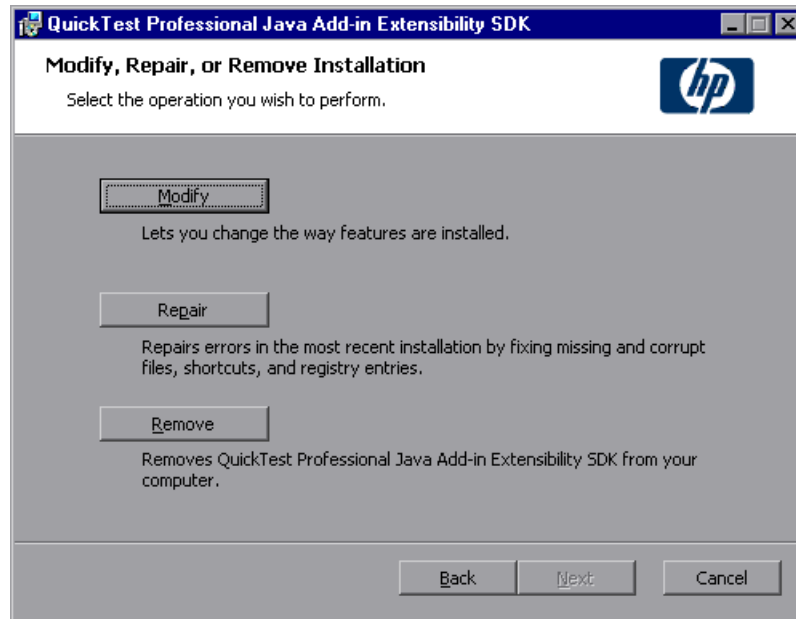 QuickTest Professional Java Add-in Extensibility SDK
Modify, Repair, or Remove Installation
Select the operation you wish to perform.
hp
Modify
Lets you change the way features are installed.
Repair
Repairs errors in the most recent installation by fixing missing and corrupt
files, shortcuts, and registry entries.
Remove
Removes QuickTest Professional Java Add-in Extensibility SDK from your
computer.
Back Next Cancel